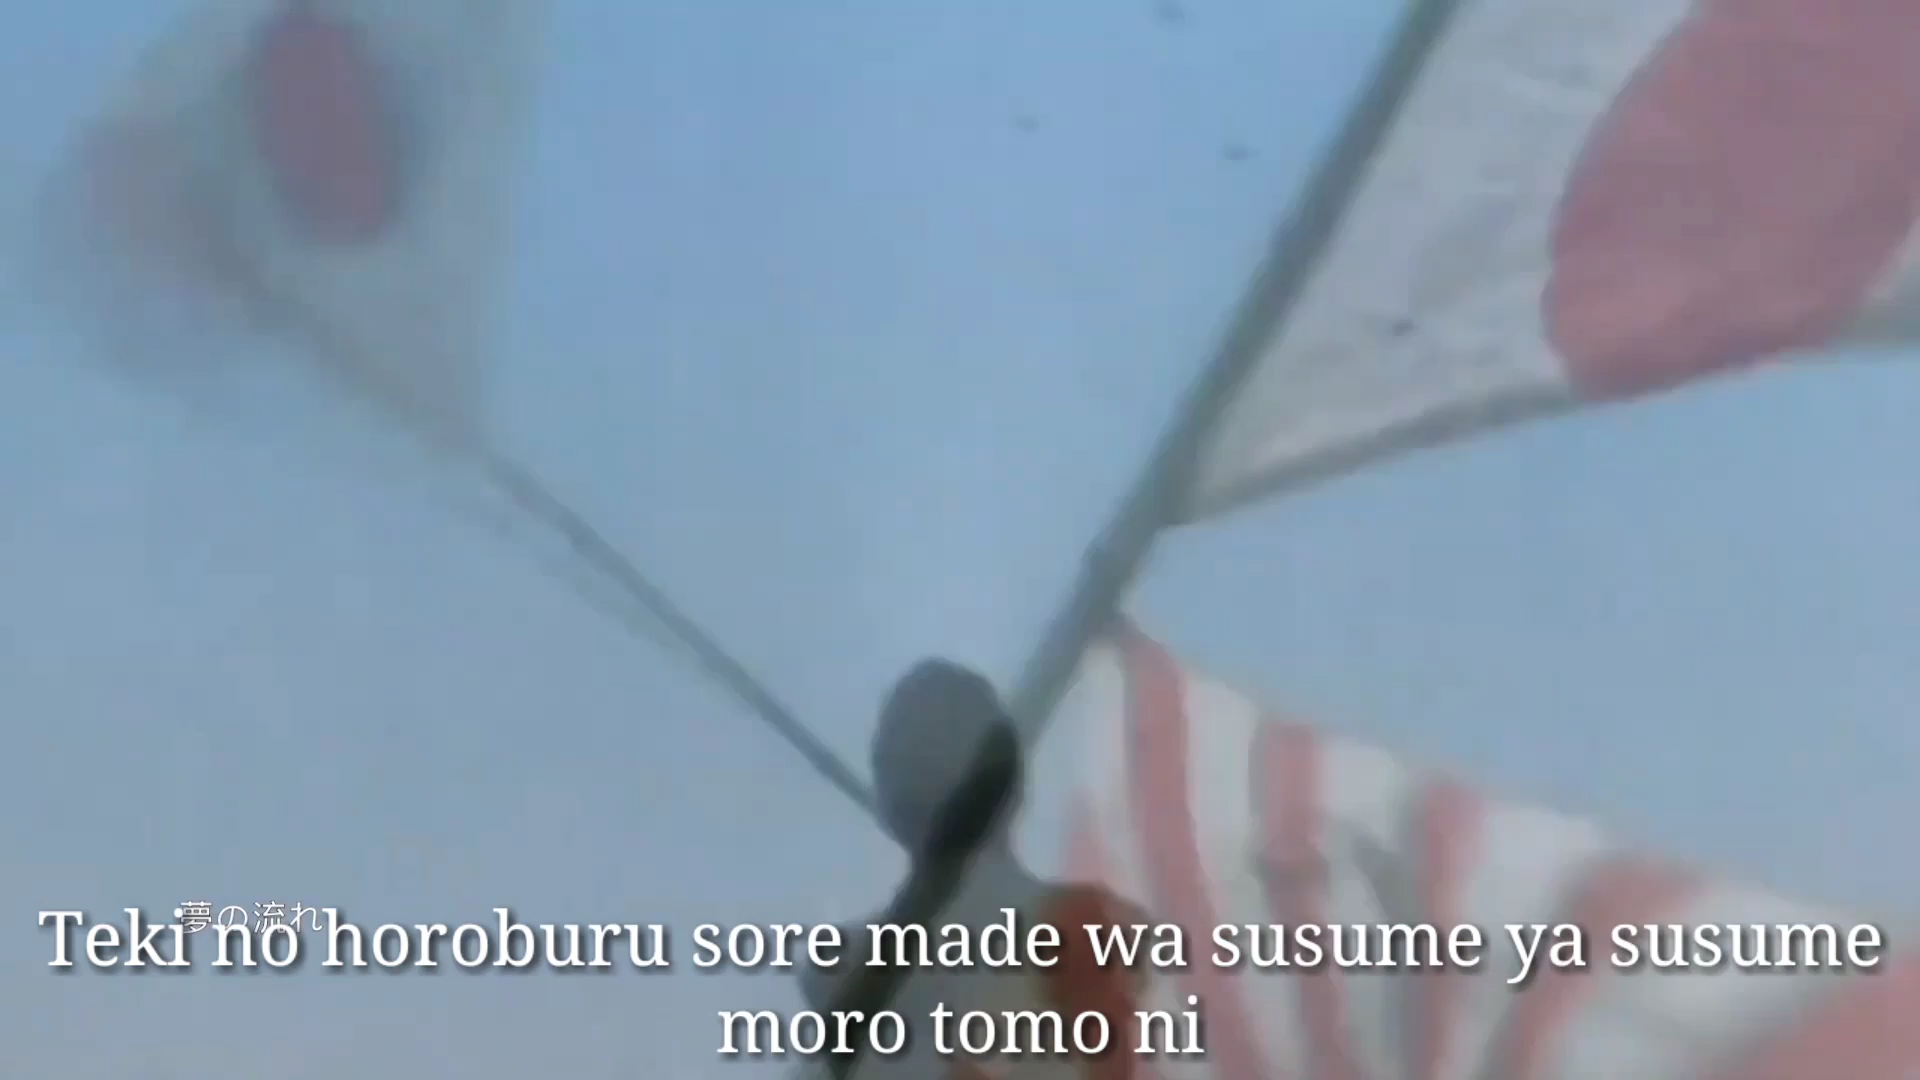 夢の流れ
Teki no horoburu sore made wa susume ya susume
moro tomo ni